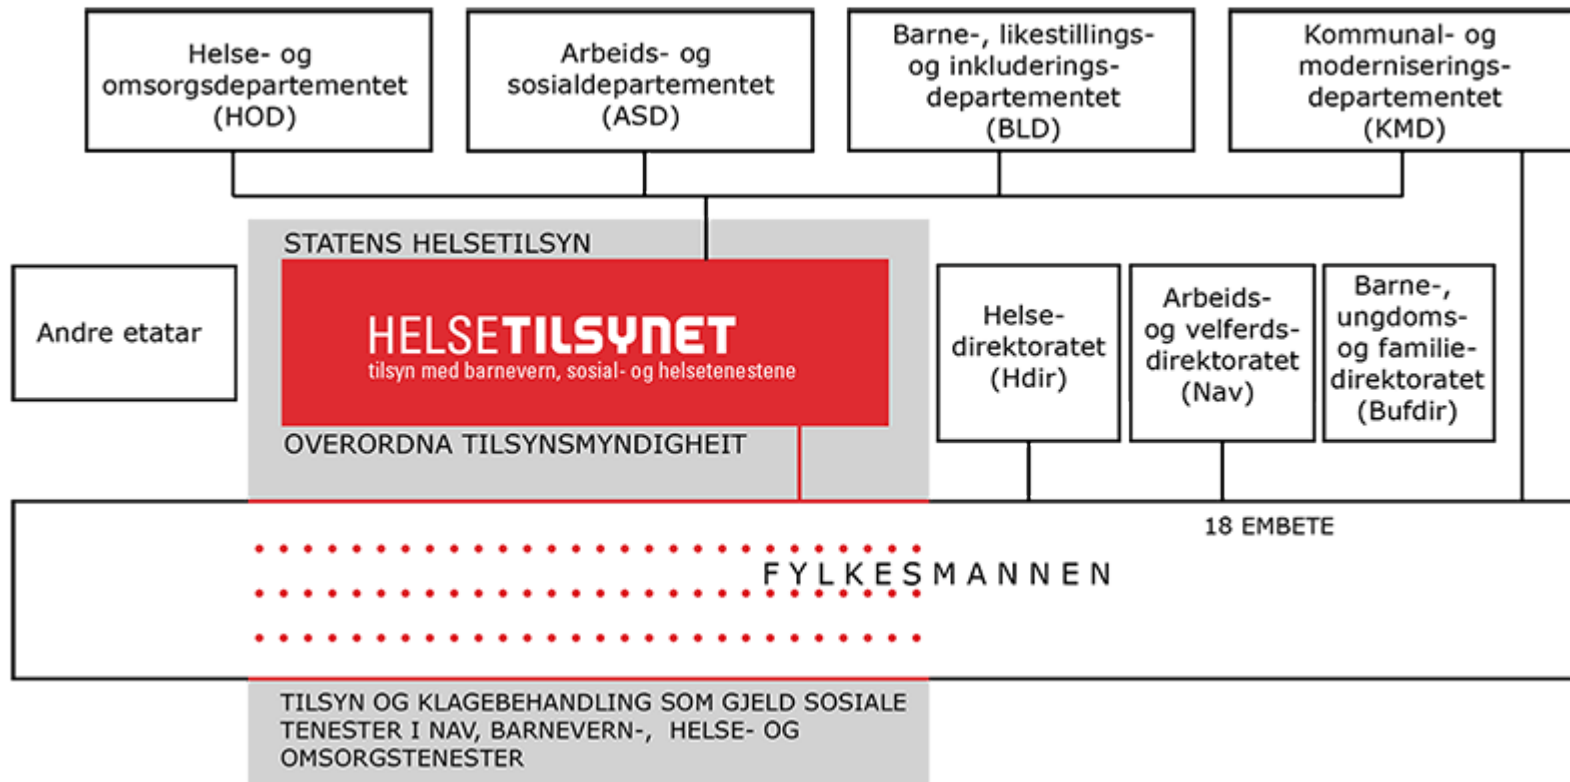 Helse- og
omsorgsdepartementet
(HOD)
Arbeids- og
sosialdepartementet
(ASD)
Barne-, likestillings-
og inkluderings-
departementet
(BLD)
Kommunal- og
moderniserings-
departementet
(KMD)
STATENS HELSETILSYN
Andre etatar
HELSETILSYNET
tilsyn med barnevern, sosial- og helsetenestene
OVERORDNA TILSYNSMYNDIGHEIT
Helse-
direktoratet
(Hdir)
Arbeids-
og velferds-
direktoratet
(Nav)
Barne-,
ungdoms-
og familie-
direktoratet
(Bufdir)
18 EMBETE
FYLKESMANNEN
TILSYN OG KLAGEBEHANDLING SOM GJELD SOSIALE
TENESTER I NAV, BARNEVERN-, HELSE- OG
OMSORGSTENESTER